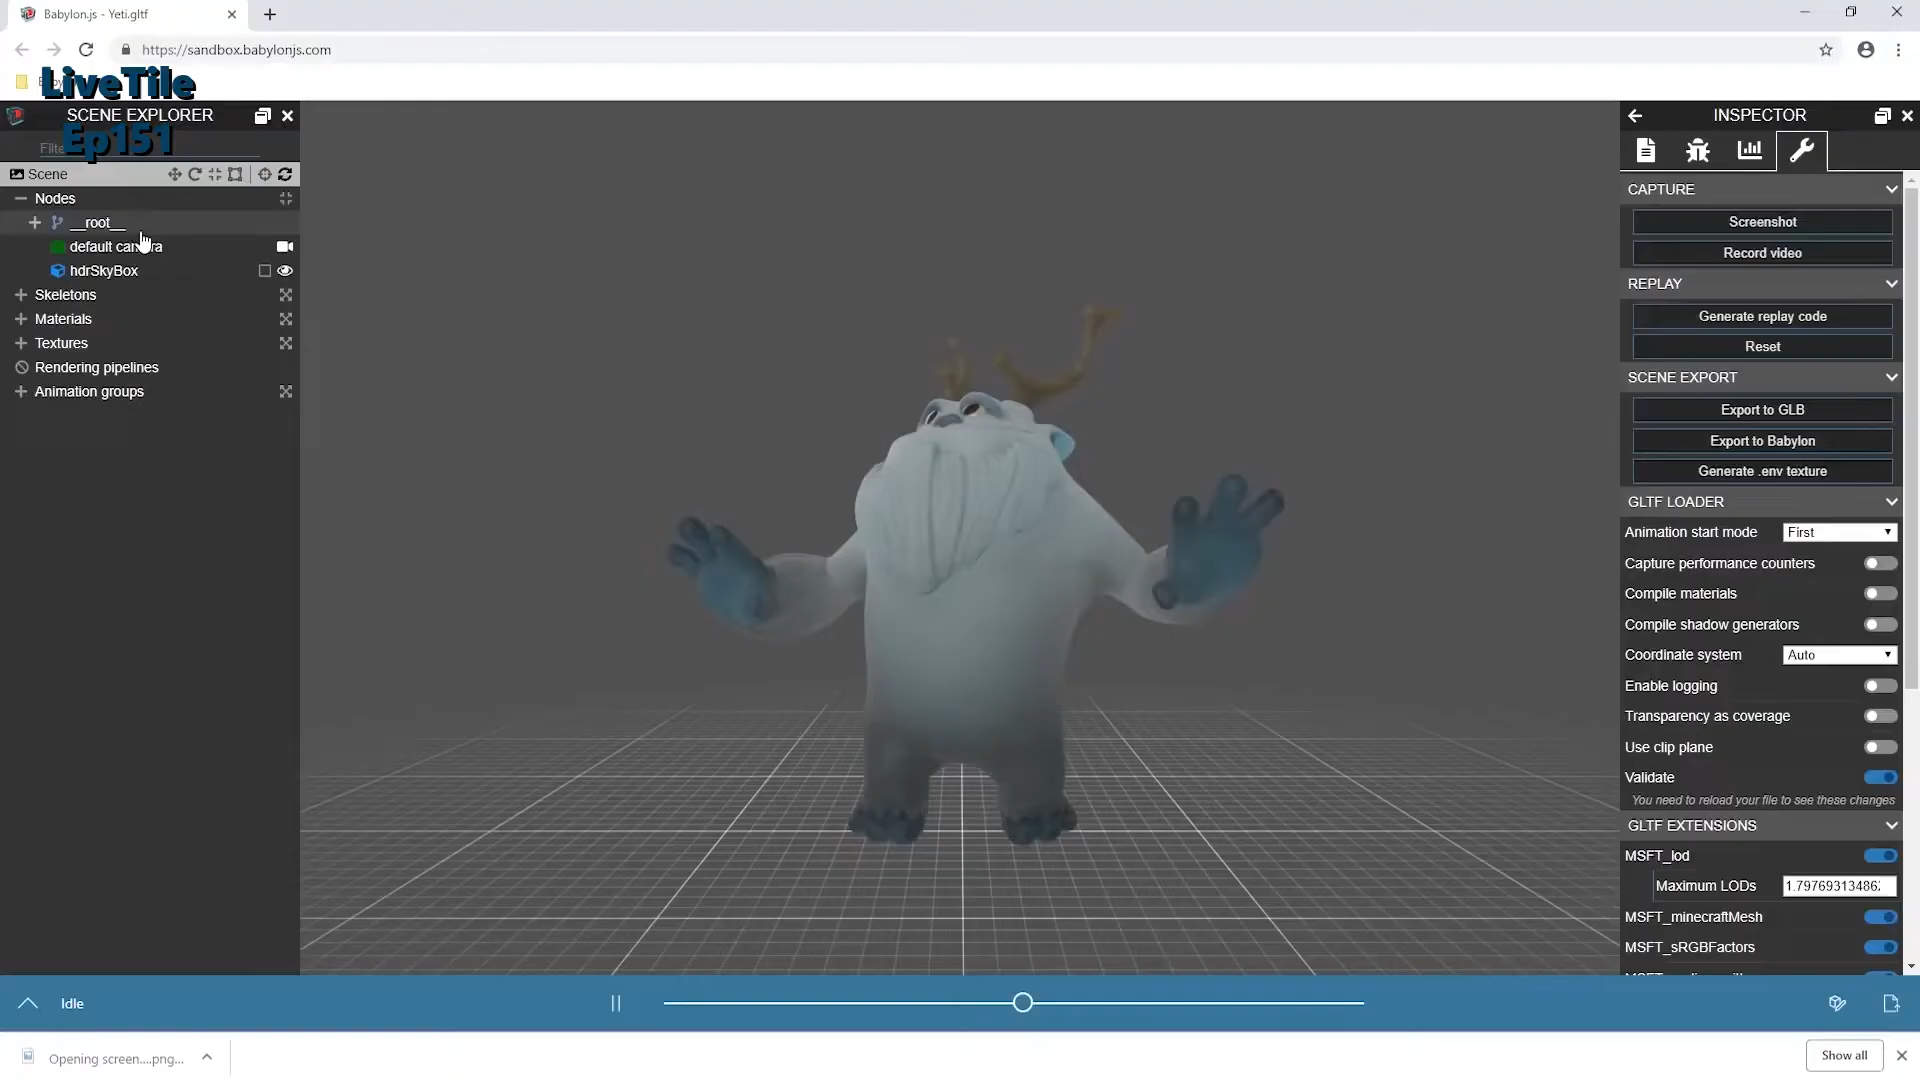 Babylon.js - Yeti.gltf
https://sandbox.babylonjs.com
LiveTile
Ep151
SCENE EXPLORER
Scene
Nodes
__root__
default camera
hdrSkyBox
Skeletons
Materials
Textures
Rendering pipelines
Animation groups
INSPECTOR
CAPTURE
Screenshot
Record video
REPLAY
Generate replay code
Reset
SCENE EXPORT
Export to GLB
Export to Babylon
Generate .env texture
GLTF LOADER
Animation start mode First
Capture performance counters
Compile materials
Compile shadow generators
Coordinate system Auto
Enable logging
Transparency as coverage
Use clip plane
Validate
You need to reload your file to see these changes
GLTF EXTENSIONS
MSFT_lod
Maximum LODs 1.79769313486
MSFT_minecraftMesh
MSFT_sRGBFactors
Idle
Opening screen....png...
Show all